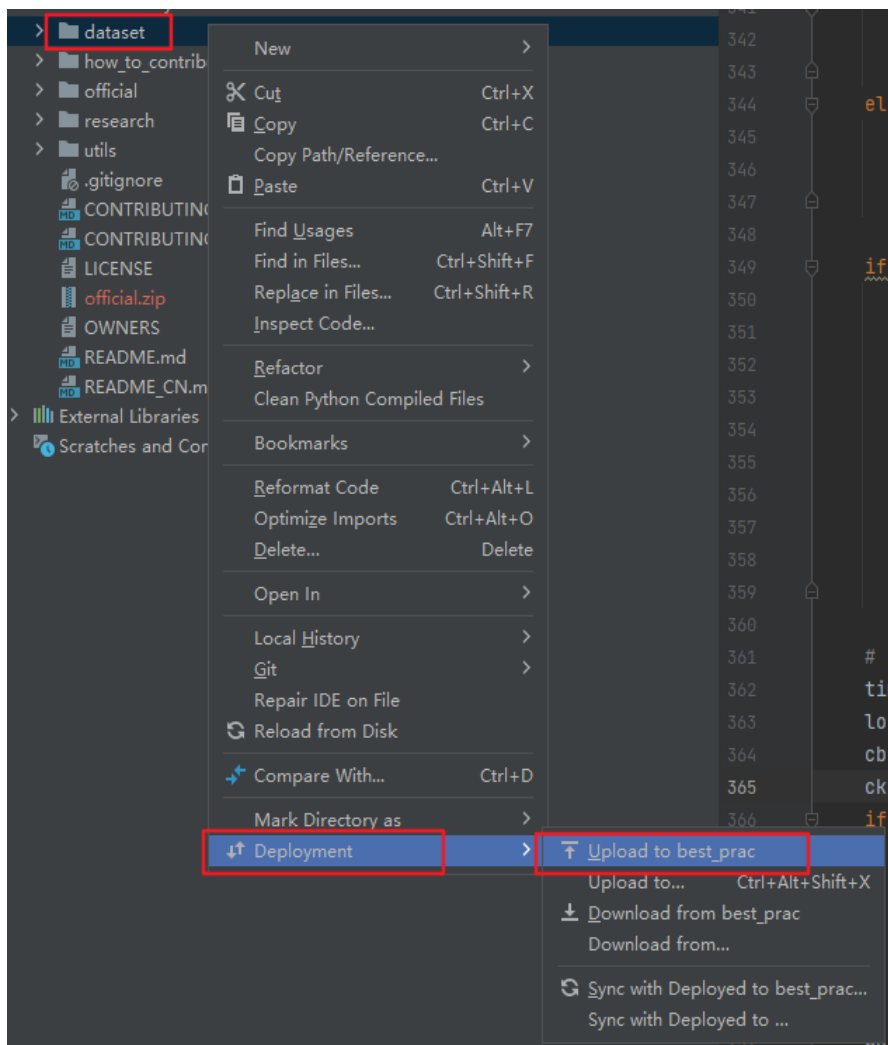 dataset
how_to_contrib
official
research
utils
.gitignore
CONTRIBUTING
CONTRIBUTING
LICENSE
official.zip
OWNERS
README.md
README_CN.m
External Libraries
Scratches and Cor
New
Cut Ctrl+X
Copy Ctrl+C
Copy Path/Reference...
Paste Ctrl+V
Find Usages Alt+F7
Find in Files... Ctrl+Shift+F
Replace in Files... Ctrl+Shift+R
Inspect Code...
Refactor
Clean Python Compiled Files
Bookmarks
Reformat Code Ctrl+Alt+L
Optimize Imports Ctrl+Alt+O
Delete... Delete
Open In
Local History
Git
Repair IDE on File
Reload from Disk
Compare With... Ctrl+D
Mark Directory as
Deployment
Upload to best_prac
Upload to... Ctrl+Alt+Shift+X
Download from best_prac
Download from...
Sync with Deployed to best_prac...
Sync with Deployed to ...
342
343
344 el
345
346
347
348
349 if
350
351
352
353
354
355
356
357
358
359
360
361 #
362 ti
363 lo
364 cb
365 ck
366 if